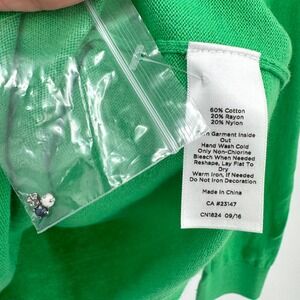 60% Cotton
20% Rayon
20% Nylon
Garment Inside
Out
Hand Wash Cold
Only Non-Chlorine
Bleach When Needed
Reshape, Lay Flat To
Dry
Warm Iron, If Needed
Do Not Iron Decoration
Made In China
CA #23147
CN1824 09/16